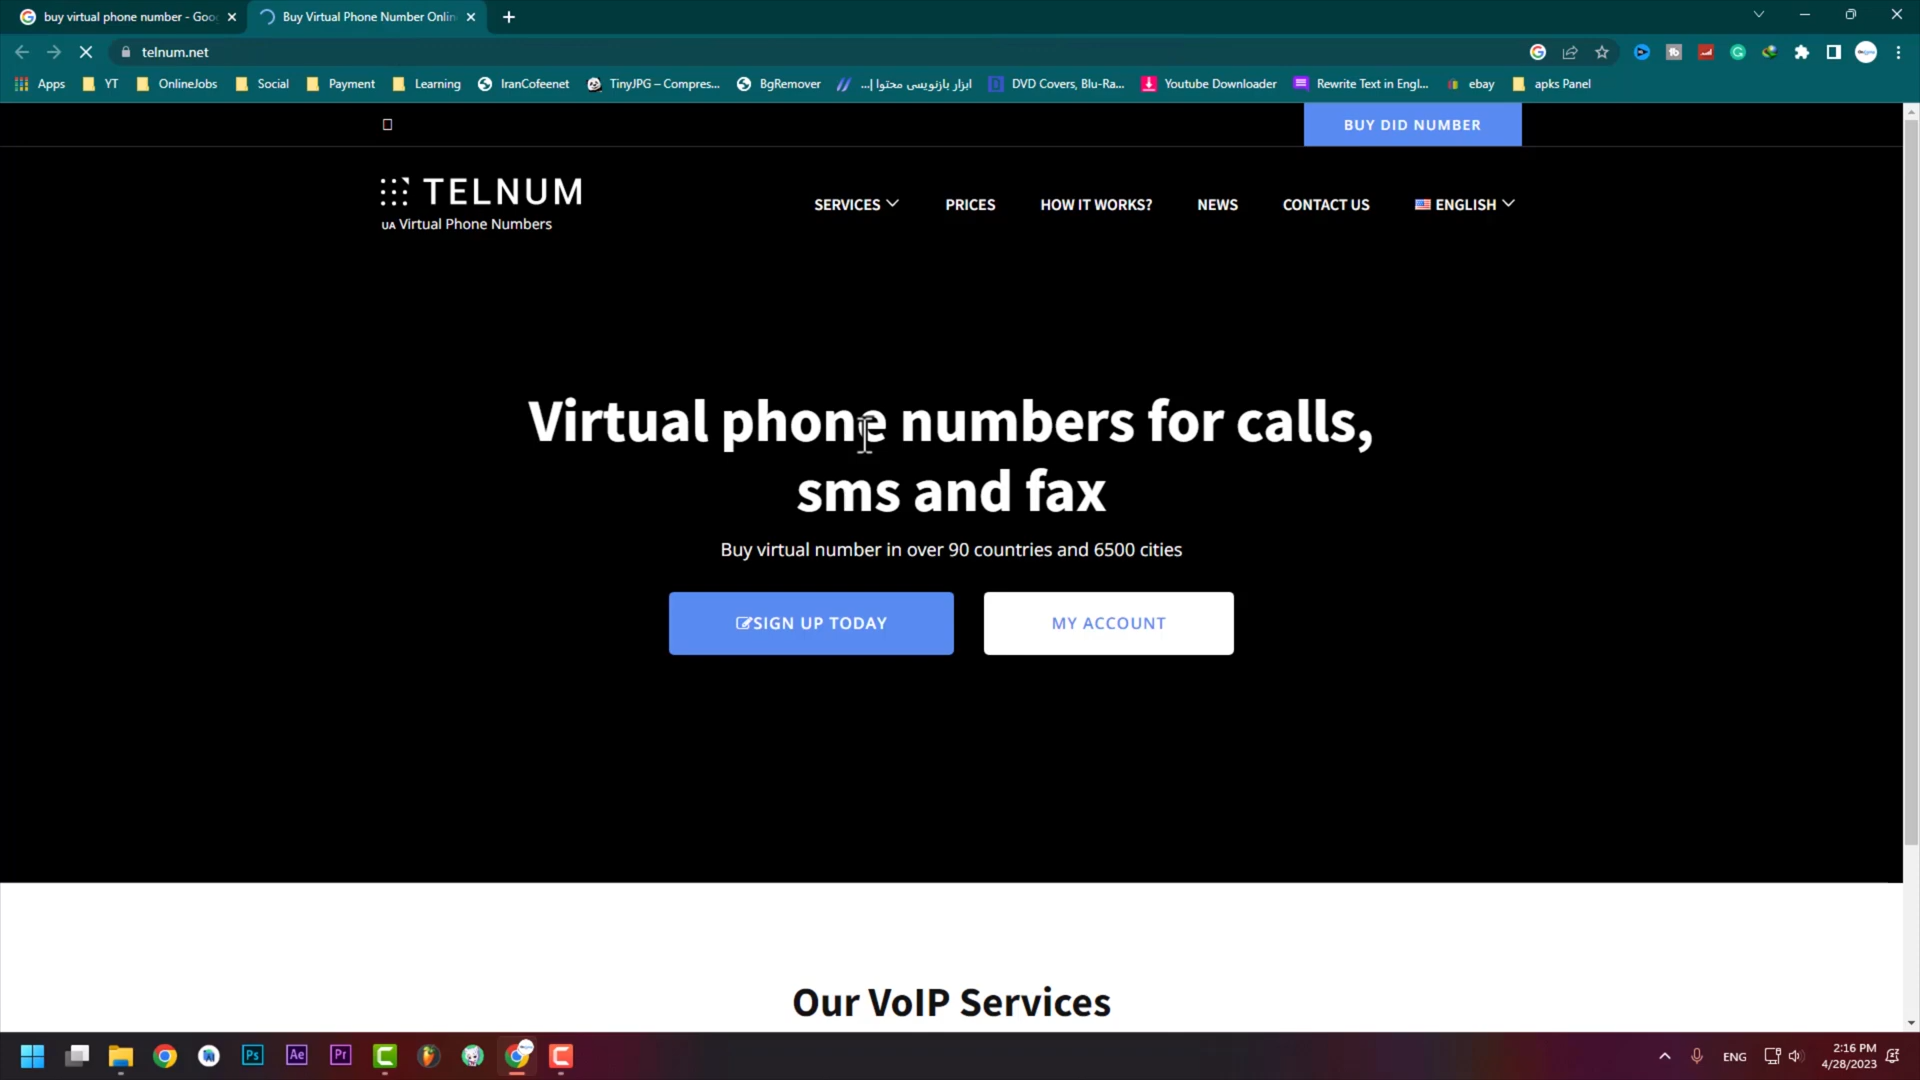 buy virtual phone number - Goo
Buy Virtual Phone Number Onlin
telnum.net
Apps
YT
OnlineJobs
Social
Payment
Learning
IranCofeenet
TinyJPG – Compres...
BgRemover
ابزار بازنویسی محتوا |...
DVD Covers, Blu-Ra...
Youtube Downloader
Rewrite Text in Engl...
ebay
apks Panel
BUY DID NUMBER
TELNUM
UA Virtual Phone Numbers
SERVICES
PRICES
HOW IT WORKS?
NEWS
CONTACT US
ENGLISH
Virtual phone numbers for calls,
sms and fax
Buy virtual number in over 90 countries and 6500 cities
SIGN UP TODAY
MY ACCOUNT
Our VoIP Services
Ps
Ae
Pr
ENG
2:16 PM
4/28/2023